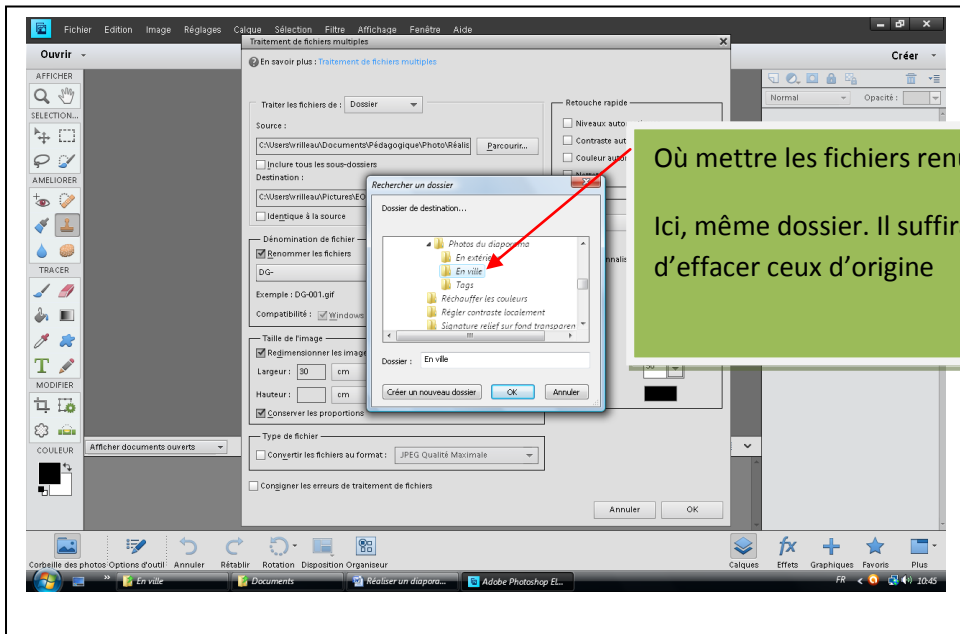 Fichier Edition Image Réglages Calque Sélection Filtre Affichage Fenêtre Aide
Ouvrir
Créer
Traitement de fichiers multiples
En savoir plus : Traitement de fichiers multiples
AFFICHER
SELECTION...
AMELIORER
TRACER
MODIFIER
COULEUR
Normal
Opacité :
Traiter les fichiers de : Dossier
Source :
C:\Users\vrilleau\Documents\Pédagogique\Photo\Réalis
Parcourir...
Inclure tous les sous-dossiers
Destination :
C:\Users\vrilleau\Pictures\EO
Identique à la source
Dénomination de fichier
Renommer les fichiers
DG-
Exemple : DG-001.gif
Compatibilité : Windows
Taille de l'image
Redimensionner les image
Largeur : 30 cm
Hauteur : cm
Conserver les proportions
Type de fichier
Convertir les fichiers au format : JPEG Qualité Maximale
Consigner les erreurs de traitement de fichiers
Annuler
OK
Retouche rapide
Niveaux
Contraste aut
Couleur
Rechercher un dossier
Dossier de destination...
Photos du diaporama
En extérie
En ville
Tags
Réchauffer les couleurs
Régler contraste localement
Signature relief sur fond transparen
Dossier : En ville
Créer un nouveau dossier
OK
Annuler
Où mettre les fichiers
Ici, même dossier. Il
d’effacer ceux d’origine
Afficher documents ouverts
Corbeille des photos Options d'outil Annuler Rétablir Rotation Disposition Organiseur
Calques Effets Graphiques Favoris Plus
En ville
Documents
Réaliser un diapora...
Adobe Photoshop EL...
FR
10:45